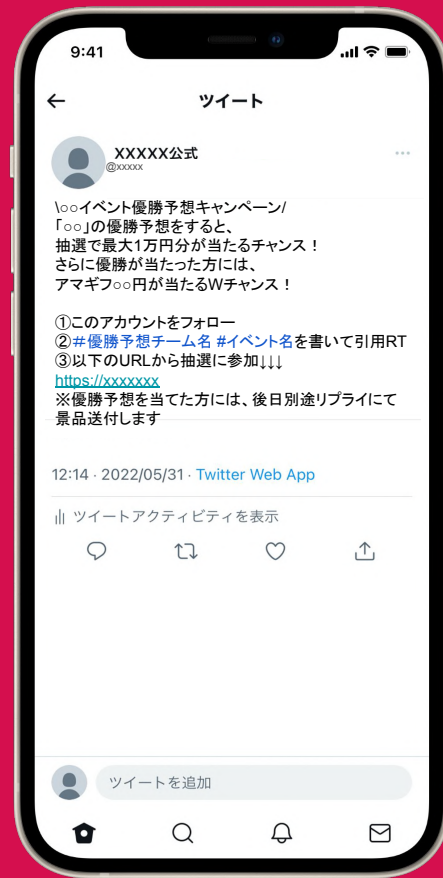 9:41
ツイート
XXXXX公式
@xxxxx
\○○イベント優勝予想キャンペーン/
「○○」の優勝予想をすると、
抽選で最大1万円分が当たるチャンス！
さらに優勝が当たった方には、
アマギフ○○円が当たるWチャンス！
①このアカウントをフォロー
②＃優勝予想チーム名 #イベント名を書いて引用RT
③以下のURLから抽選に参加↓↓↓
https://xxxxxxx
※優勝予想を当てた方には、後日別途リプライにて
景品送付します
12:14 · 2022/05/31 · Twitter Web App
ツイートアクティビティを表示
ツイートを追加